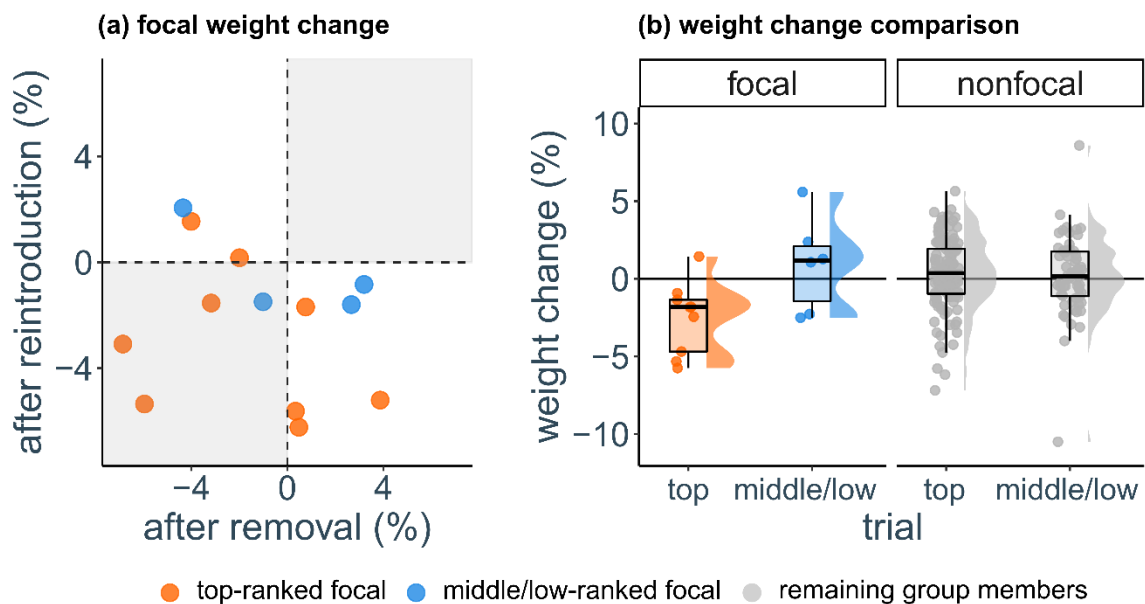 (a) focal weight change
(b) weight change comparison
after reintroduction (%)
4
0
−4
−4 0 4
after removal (%)
weight change (%)
focal nonfocal
10
5
0
−5
−10
top middle/low top middle/low
trial
top-ranked focal middle/low-ranked focal remaining group members